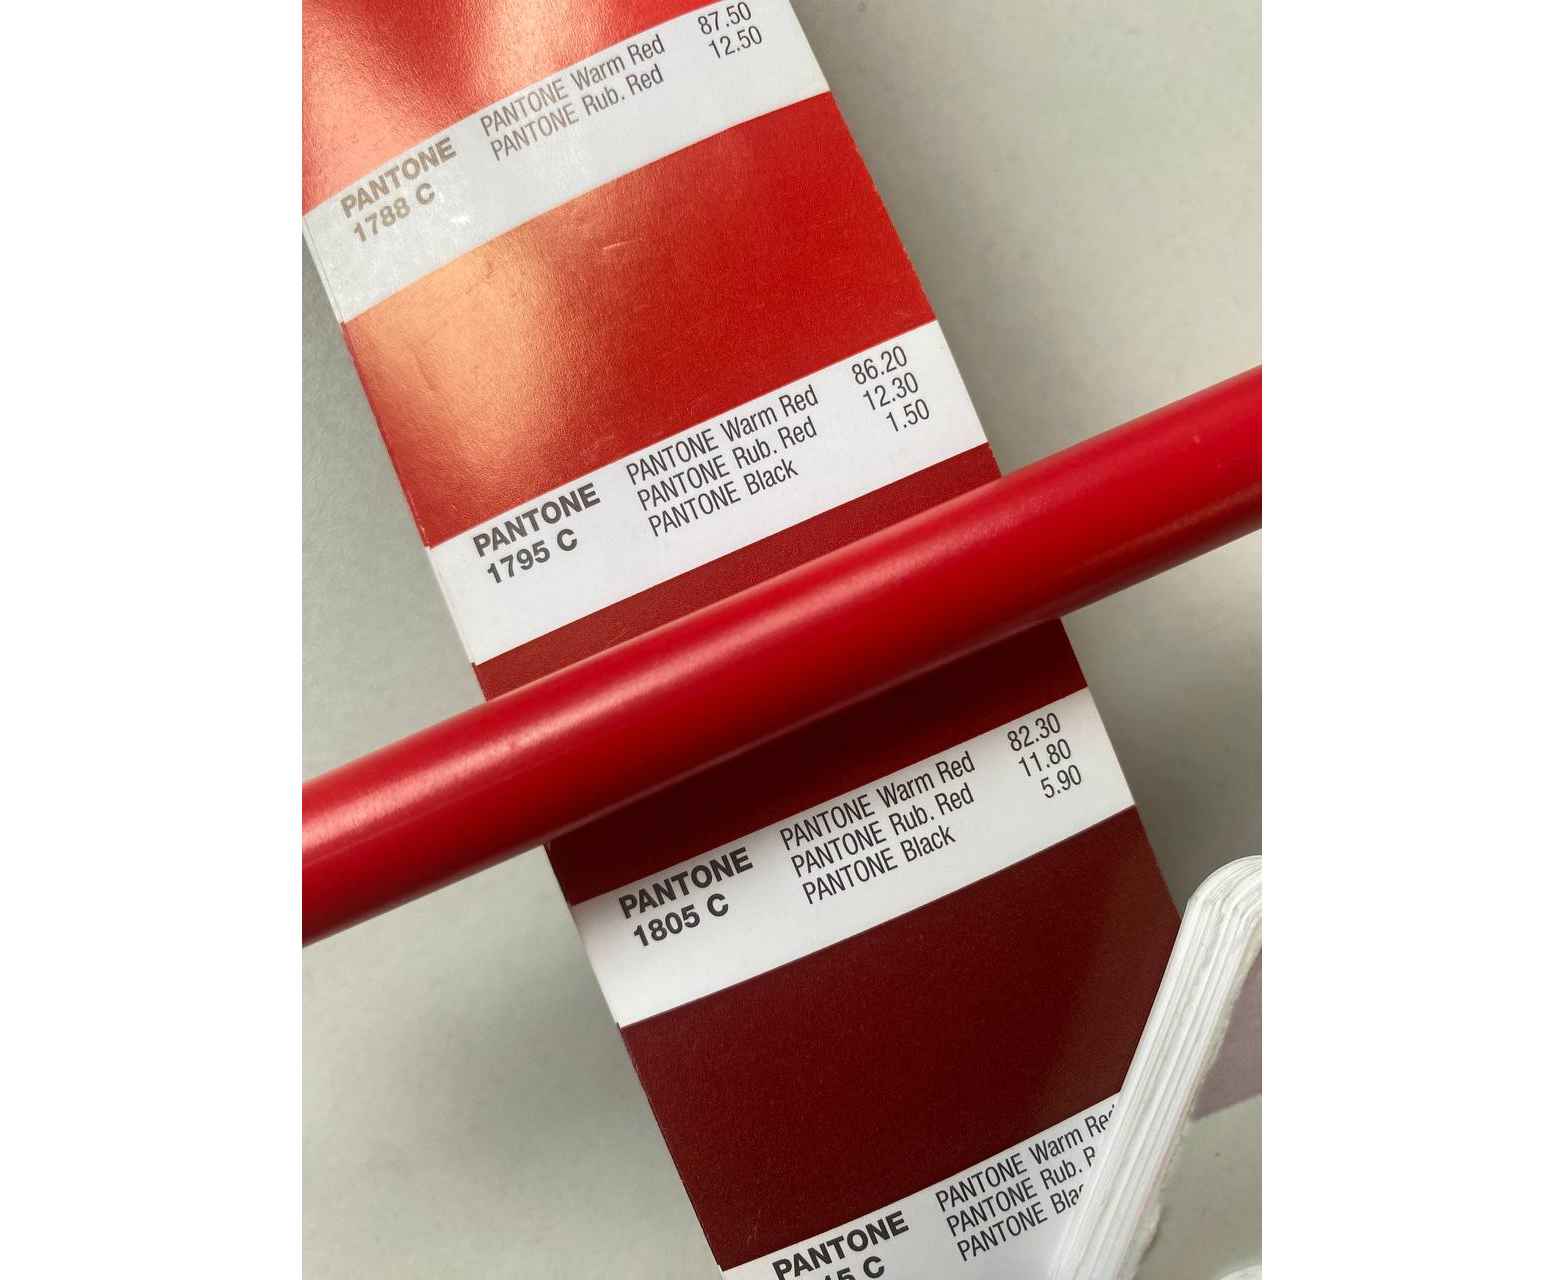 PANTONE Warm Red 87.50
PANTONE Rub. Red 12.50
PANTONE
1788 C
PANTONE Warm Red 86.20
PANTONE Rub. Red 12.30
PANTONE Black 1.50
PANTONE
1795 C
PANTONE Warm Red 82.30
PANTONE Rub. Red 11.80
PANTONE Black 5.90
PANTONE
1805 C
PANTONE Warm
PANTONE Rub.
PANTONE
PANTONE
C